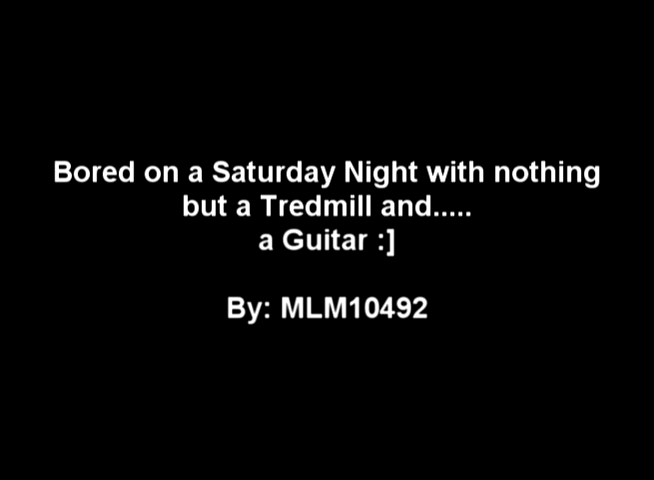 Bored on a Saturday Night with nothing
but a Tredmill and.....
a Guitar :]
By: MLM10492